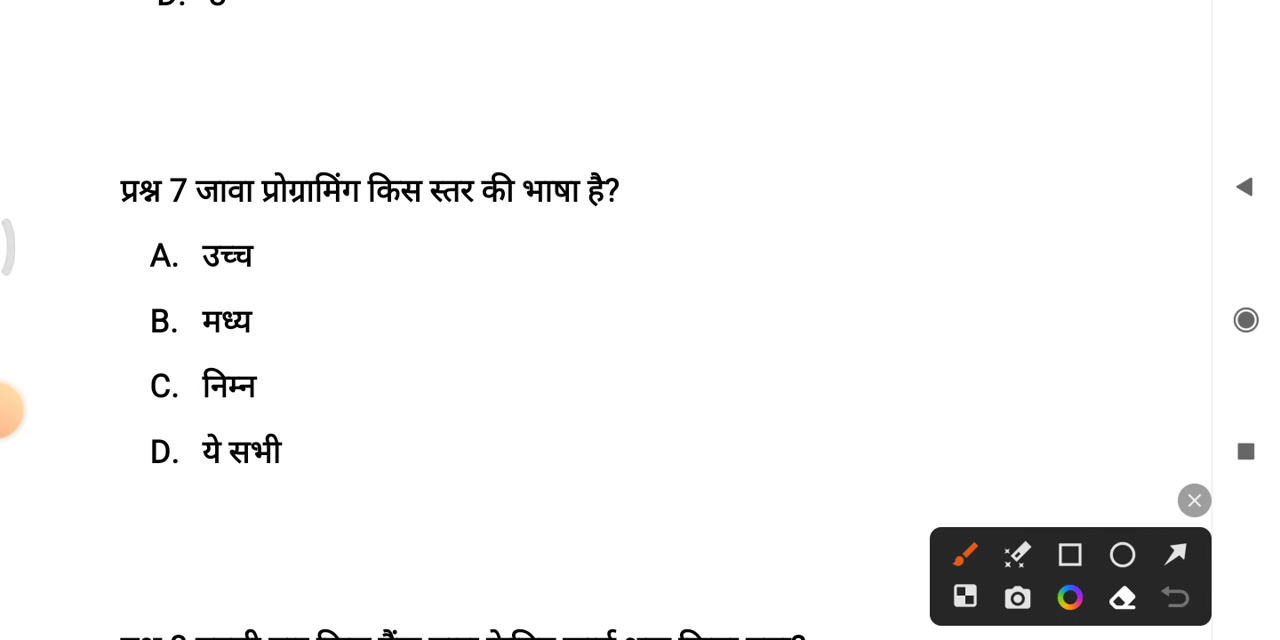 प्रश्न 7 जावा प्रोग्रामिंग किस स्तर की भाषा है?
A. उच्च
B. मध्य
C. निम्न
D. ये सभी